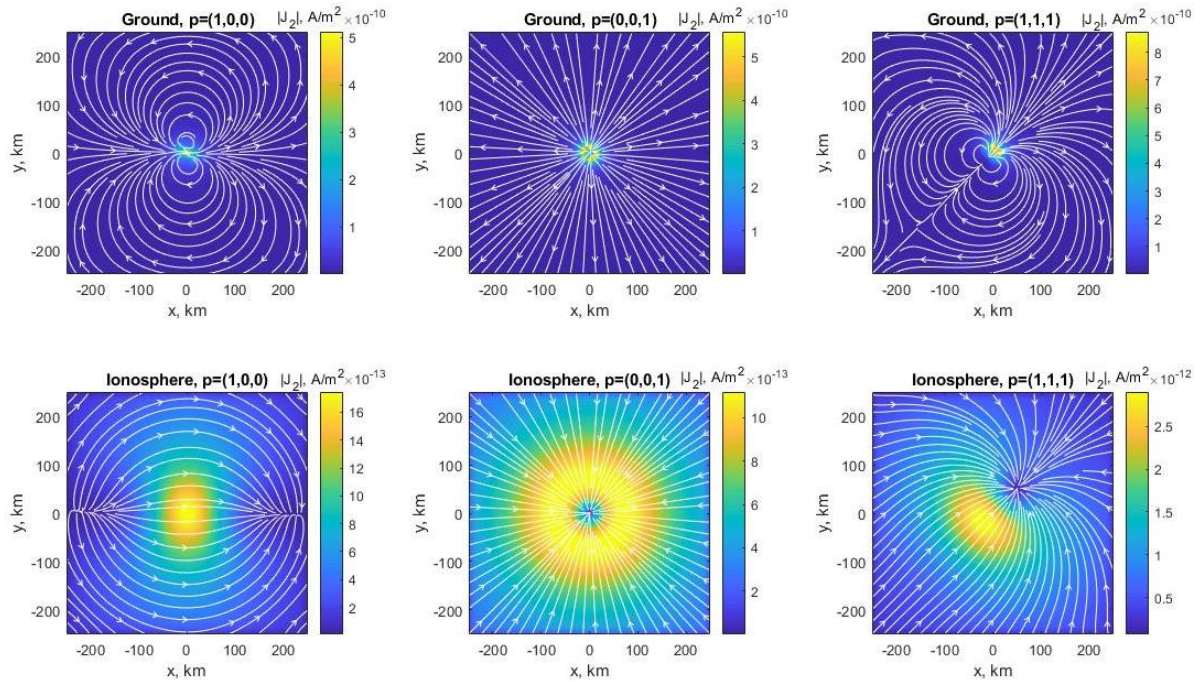 Ground, p=(1,0,0) |J₂|, A/m² ×10⁻¹⁰
200
100
0
-100
-200
y, km
-200 -100 0 100 200
x, km
5
4
3
2
1
Ground, p=(0,0,1) |J₂|, A/m² ×10⁻¹⁰
200
100
0
-100
-200
y, km
-200 -100 0 100 200
x, km
5
4
3
2
1
Ground, p=(1,1,1) |J₂|, A/m² ×10⁻¹⁰
200
100
0
-100
-200
y, km
-200 -100 0 100 200
x, km
8
7
6
5
4
3
2
1
Ionosphere, p=(1,0,0) |J₂|, A/m² ×10⁻¹³
200
100
0
-100
-200
y, km
-200 -100 0 100 200
x, km
16
14
12
10
8
6
4
2
Ionosphere, p=(0,0,1) |J₂|, A/m² ×10⁻¹³
200
100
0
-100
-200
y, km
-200 -100 0 100 200
x, km
10
8
6
4
2
Ionosphere, p=(1,1,1) |J₂|, A/m² ×10⁻¹²
200
100
0
-100
-200
y, km
-200 -100 0 100 200
x, km
2.5
2
1.5
1
0.5